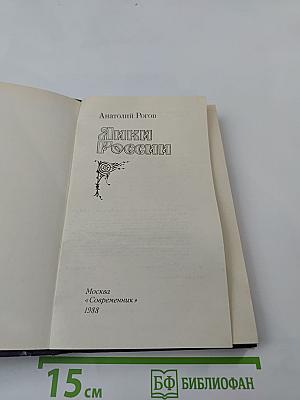 Анатолий Рогов
Лики
России
Москва
«Современник»
1988
15 см
БФ БИБЛИОФАН